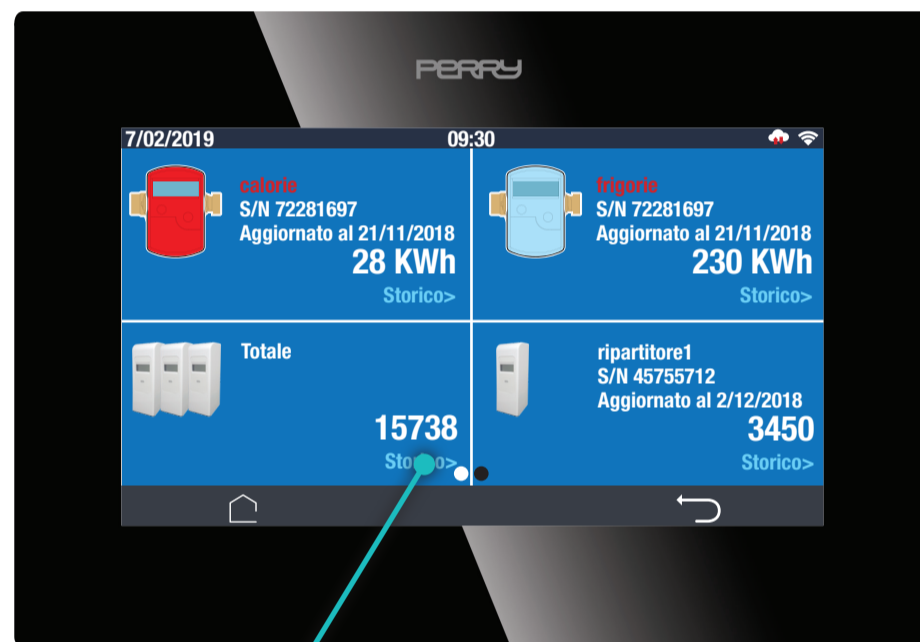 PERRY
7/02/2019 09:30
calorie
S/N 72281697
Aggiornato al 21/11/2018
28 KWh
Storico>
frigorie
S/N 72281697
Aggiornato al 21/11/2018
230 KWh
Storico>
Totale
15738
Storico>
ripartitore1
S/N 45755712
Aggiornato al 2/12/2018
3450
Storico>